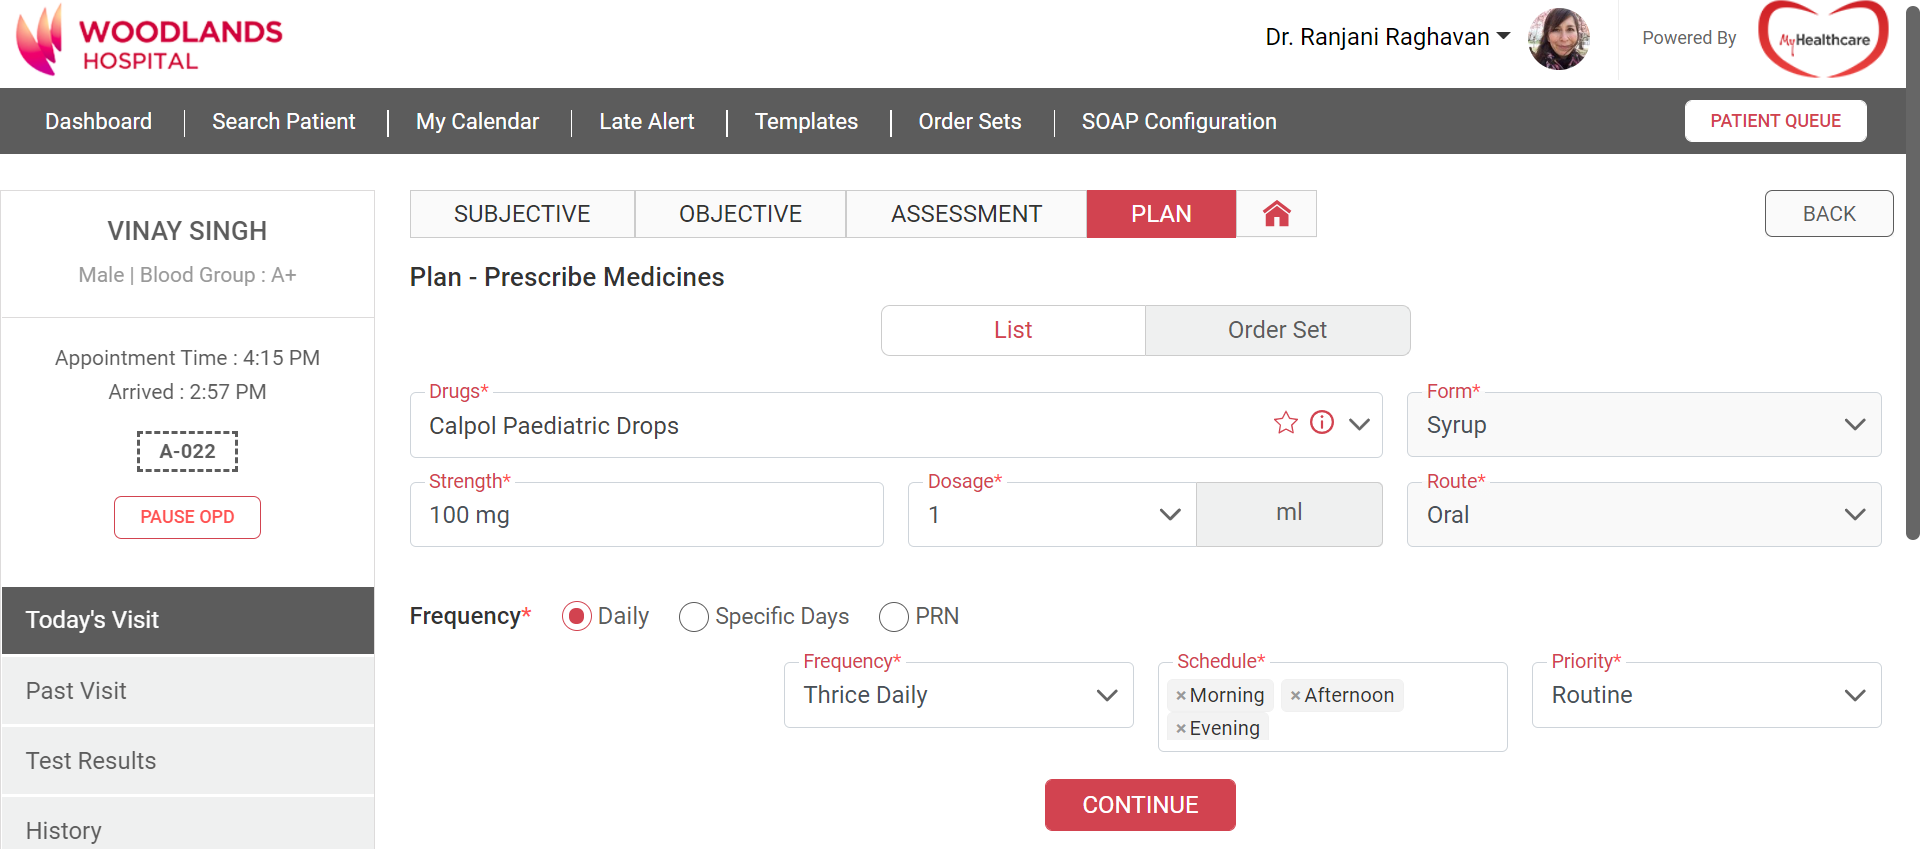 WOODLANDS
HOSPITAL
Dr. Ranjani Raghavan
Powered By
MyHealthcare
Dashboard
Search Patient
My Calendar
Late Alert
Templates
Order Sets
SOAP Configuration
PATIENT QUEUE
VINAY SINGH
Male | Blood Group : A+
Appointment Time : 4:15 PM
Arrived : 2:57 PM
A-022
PAUSE OPD
Today's Visit
Past Visit
Test Results
History
SUBJECTIVE
OBJECTIVE
ASSESSMENT
PLAN
BACK
Plan - Prescribe Medicines
List
Order Set
Drugs*
Calpol Paediatric Drops
Form*
Syrup
Strength*
100 mg
Dosage*
1
ml
Route*
Oral
Frequency*
Daily
Specific Days
PRN
Frequency*
Thrice Daily
Schedule*
×Morning
×Afternoon
×Evening
Priority*
Routine
CONTINUE